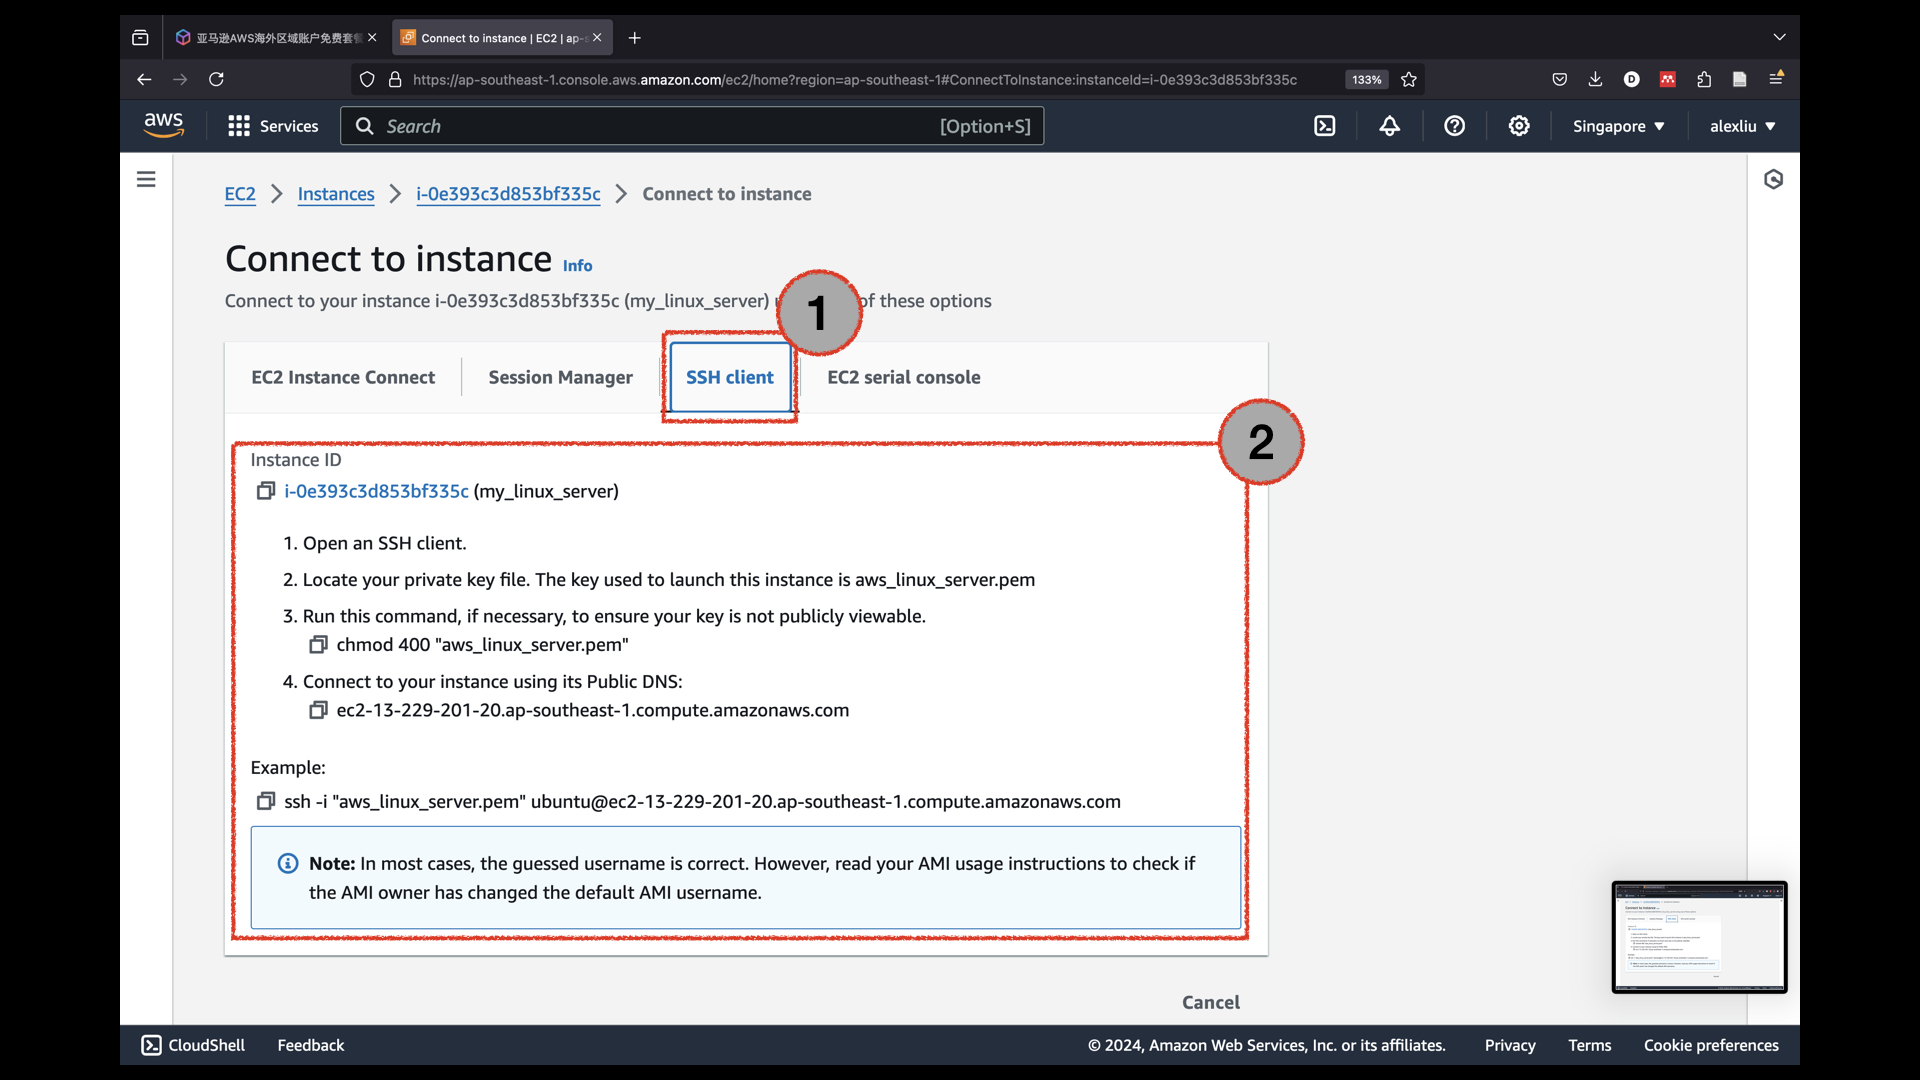 亚马逊AWS海外区域账户免费套餐
Connect to instance | EC2 | ap-
https://ap-southeast-1.console.aws.amazon.com/ec2/home?region=ap-southeast-1#ConnectToInstance:instanceId=i-0e393c3d853bf335c
133%
D
aws
Services
Search
[Option+S]
Singapore
alexliu
EC2
Instances
i-0e393c3d853bf335c
Connect to instance
Connect to instance Info
Connect to your instance i-0e393c3d853bf335c (my_linux_server) of these options
1
EC2 Instance Connect
Session Manager
SSH client
EC2 serial console
2
Instance ID
i-0e393c3d853bf335c (my_linux_server)
1. Open an SSH client.
2. Locate your private key file. The key used to launch this instance is aws_linux_server.pem
3. Run this command, if necessary, to ensure your key is not publicly viewable.
chmod 400 "aws_linux_server.pem"
4. Connect to your instance using its Public DNS:
ec2-13-229-201-20.ap-southeast-1.compute.amazonaws.com
Example:
ssh -i "aws_linux_server.pem" ubuntu@ec2-13-229-201-20.ap-southeast-1.compute.amazonaws.com
Note: In most cases, the guessed username is correct. However, read your AMI usage instructions to check if
the AMI owner has changed the default AMI username.
Cancel
CloudShell
Feedback
© 2024, Amazon Web Services, Inc. or its affiliates.
Privacy
Terms
Cookie preferences